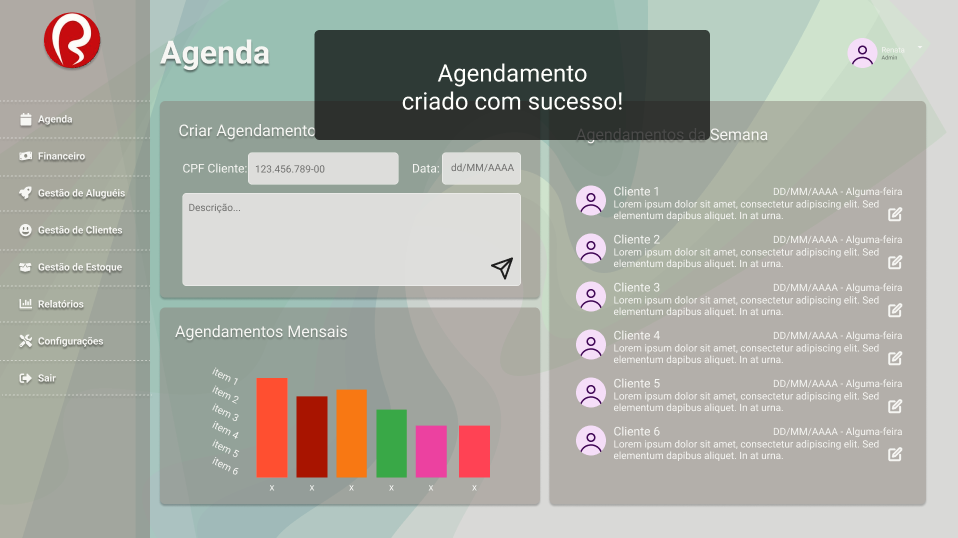 Agenda
Agendamento
criado com sucesso!
Renato
Admin
Agenda
Financeiro
Gestão de Aluguéis
Gestão de Clientes
Gestão de Estoque
Relatórios
Configurações
Sair
Criar Agendamento
CPF Cliente: 123.456.789-00 Data: dd/MM/AAAA
Descrição...
Agendamentos Mensais
item 1
item 2
item 3
item 4
item 5
item 6
x x x x x x
Agendamentos da Semana
Cliente 1 DD/MM/AAAA - Alguma-feira
Lorem ipsum dolor sit amet, consectetur adipiscing elit. Sed
elementum dapibus aliquet. In at urna.
Cliente 2 DD/MM/AAAA - Alguma-feira
Lorem ipsum dolor sit amet, consectetur adipiscing elit. Sed
elementum dapibus aliquet. In at urna.
Cliente 3 DD/MM/AAAA - Alguma-feira
Lorem ipsum dolor sit amet, consectetur adipiscing elit. Sed
elementum dapibus aliquet. In at urna.
Cliente 4 DD/MM/AAAA - Alguma-feira
Lorem ipsum dolor sit amet, consectetur adipiscing elit. Sed
elementum dapibus aliquet. In at urna.
Cliente 5 DD/MM/AAAA - Alguma-feira
Lorem ipsum dolor sit amet, consectetur adipiscing elit. Sed
elementum dapibus aliquet. In at urna.
Cliente 6 DD/MM/AAAA - Alguma-feira
Lorem ipsum dolor sit amet, consectetur adipiscing elit. Sed
elementum dapibus aliquet. In at urna.